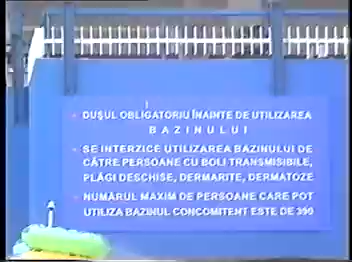 • DUȘUL OBLIGATORIU ÎNAINTE DE UTILIZAREA
BAZINULUI
• SE INTERZICE UTILIZAREA BAZINULUI DE
CĂTRE PERSOANE CU BOLI TRANSMISIBILE,
PLĂGI DESCHISE, DERMARITE, DERMATOZE
• NUMĂRUL MAXIM DE PERSOANE CARE POT
UTILIZA BAZINUL CONCOMITENT ESTE DE 390